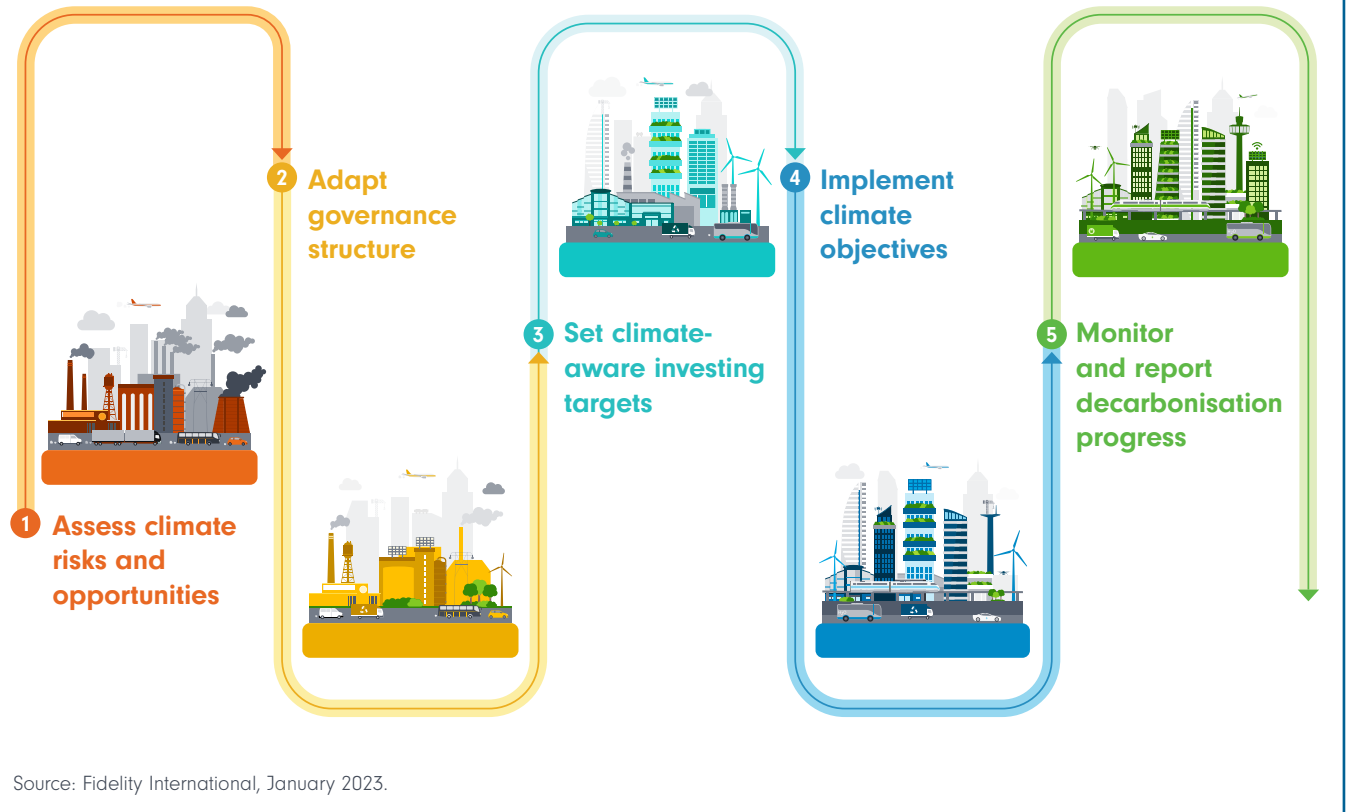 1
Assess climate
risks and
opportunities
2
Adapt
governance
structure
3
Set climate-
aware investing
targets
4
Implement
climate
objectives
5
Monitor
and report
decarbonisation
progress
Source: Fidelity International, January 2023.